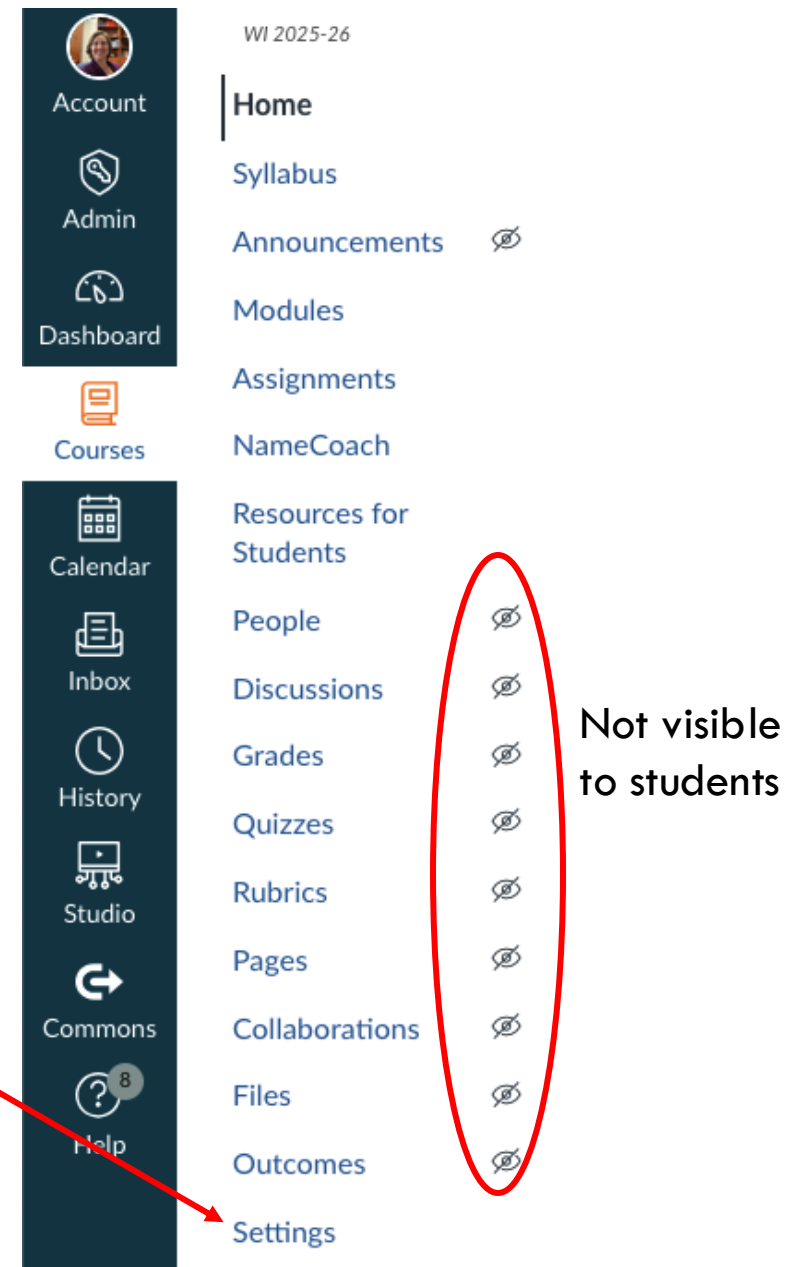 Account
Admin
Dashboard
Courses
Calendar
Inbox
History
Studio
Commons
8
Help
WI 2025-26
Home
Syllabus
Announcements
Modules
Assignments
NameCoach
Resources for
Students
People
Discussions
Grades
Quizzes
Rubrics
Pages
Collaborations
Files
Outcomes
Settings
Not visible
to students